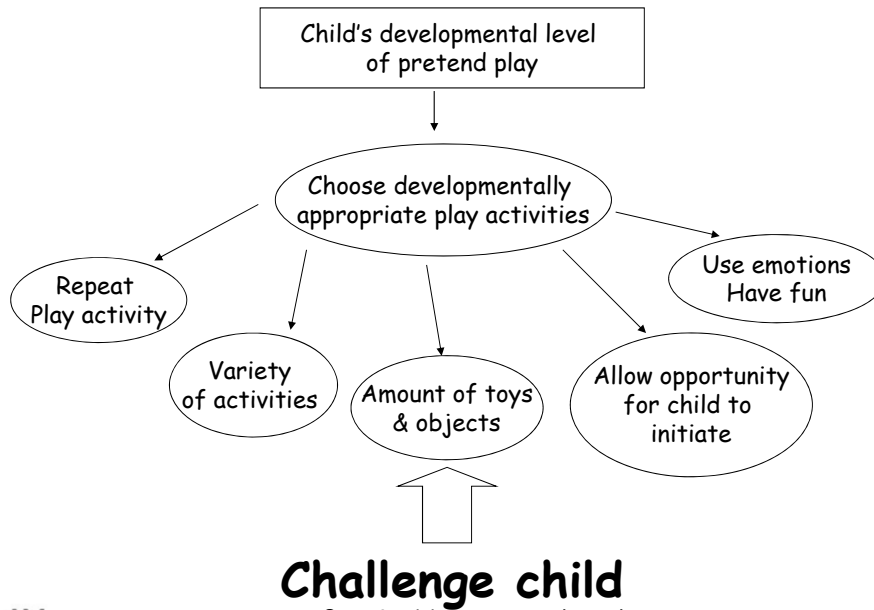 Child's developmental level
of pretend play
Choose developmentally
appropriate play activities
Repeat
Play activity
Variety
of activities
Amount of toys
& objects
Allow opportunity
for child to
initiate
Use emotions
Have fun
Challenge child